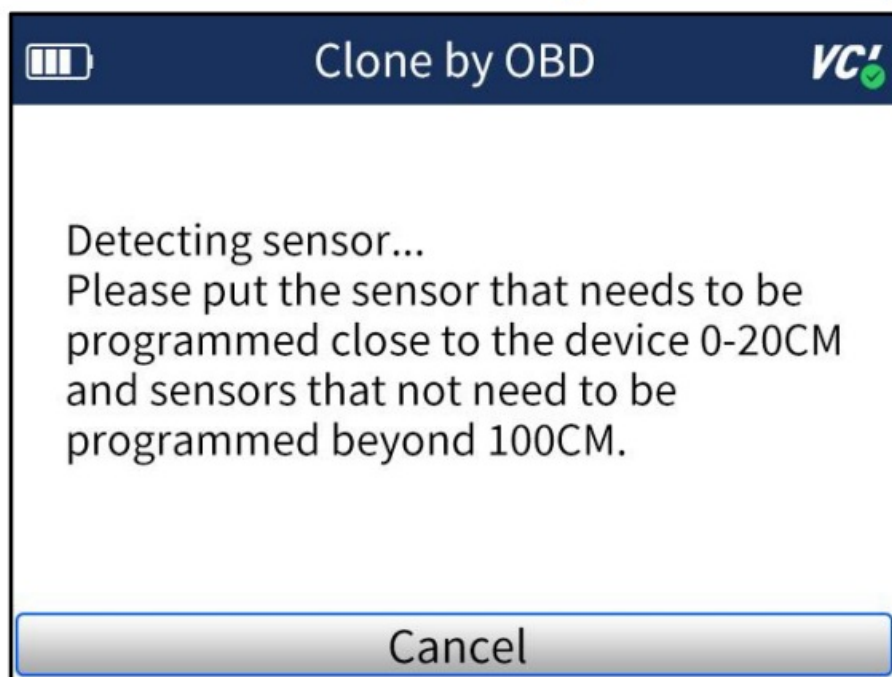 Clone by OBD
VCI
Detecting sensor...
Please put the sensor that needs to be
programmed close to the device 0-20CM
and sensors that not need to be
programmed beyond 100CM.
Cancel